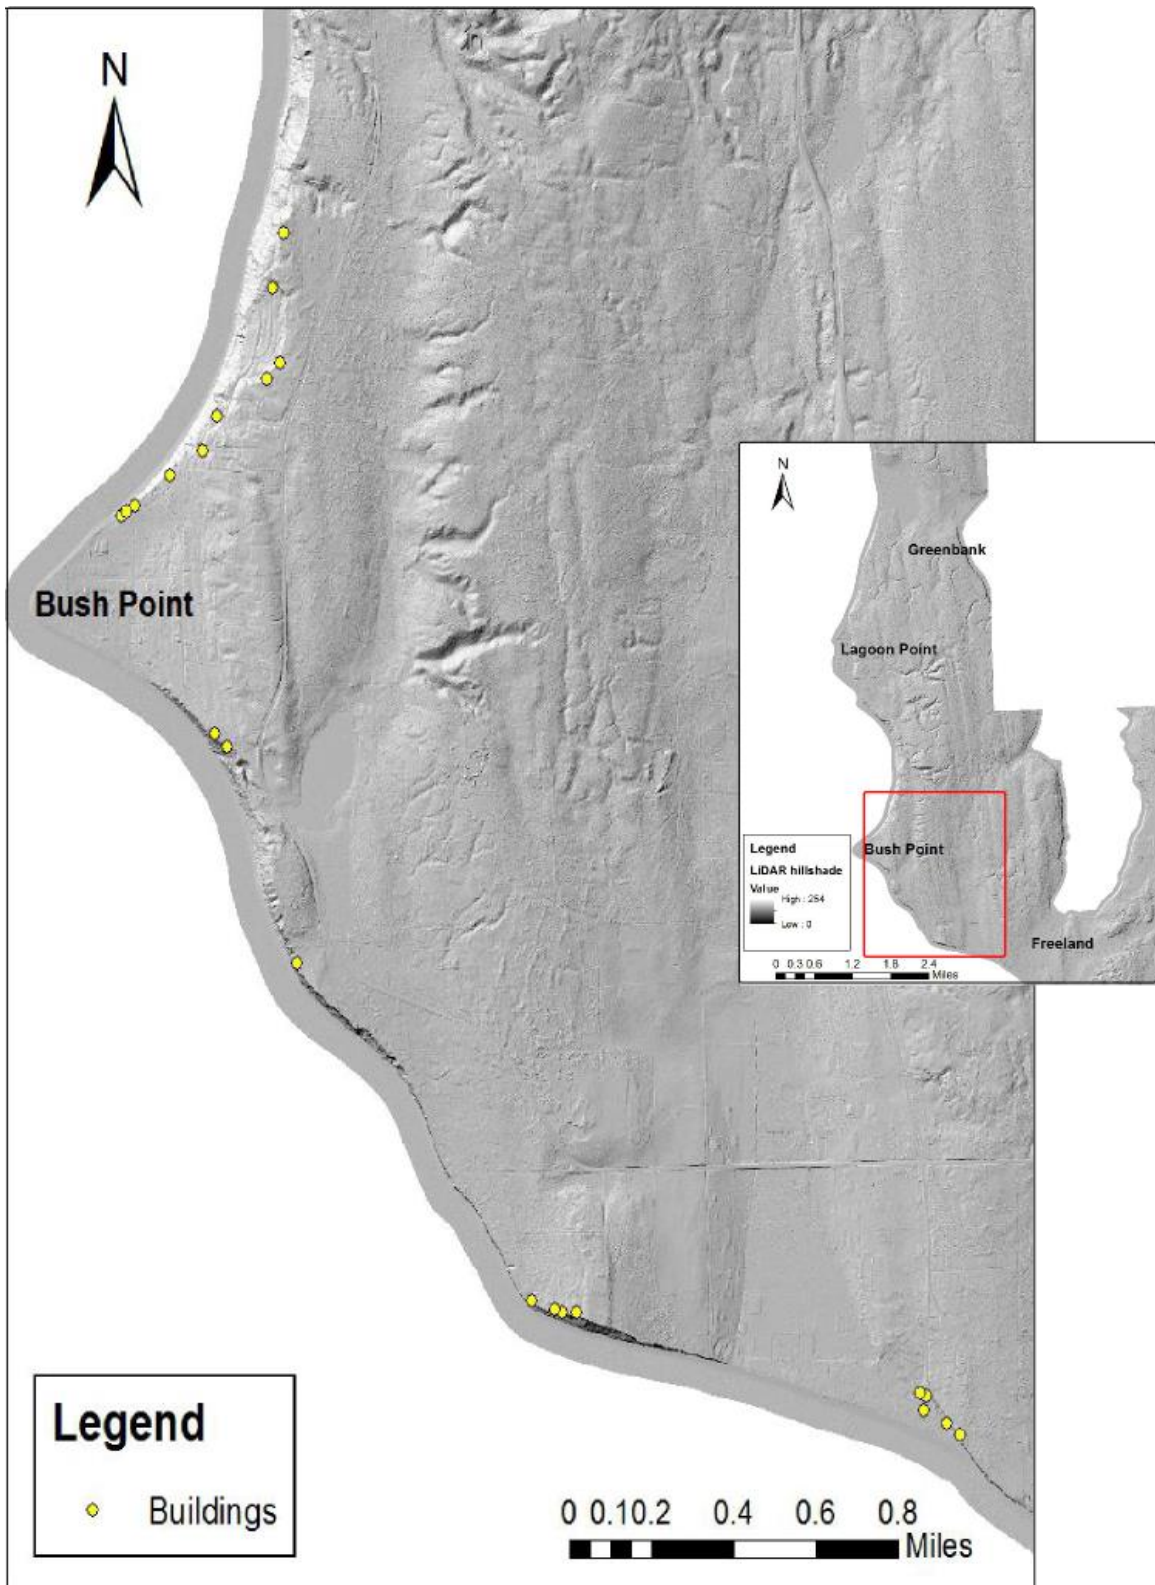 N
Bush Point
N
Greenbank
Lagoon Point
Bush Point
Freeland
Legend
LiDAR hillshade
Value
High : 254
Low : 0
0 0.3 0.6 1.2 1.8 2.4
Miles
Legend
Buildings
0 0.1 0.2 0.4 0.6 0.8
Miles